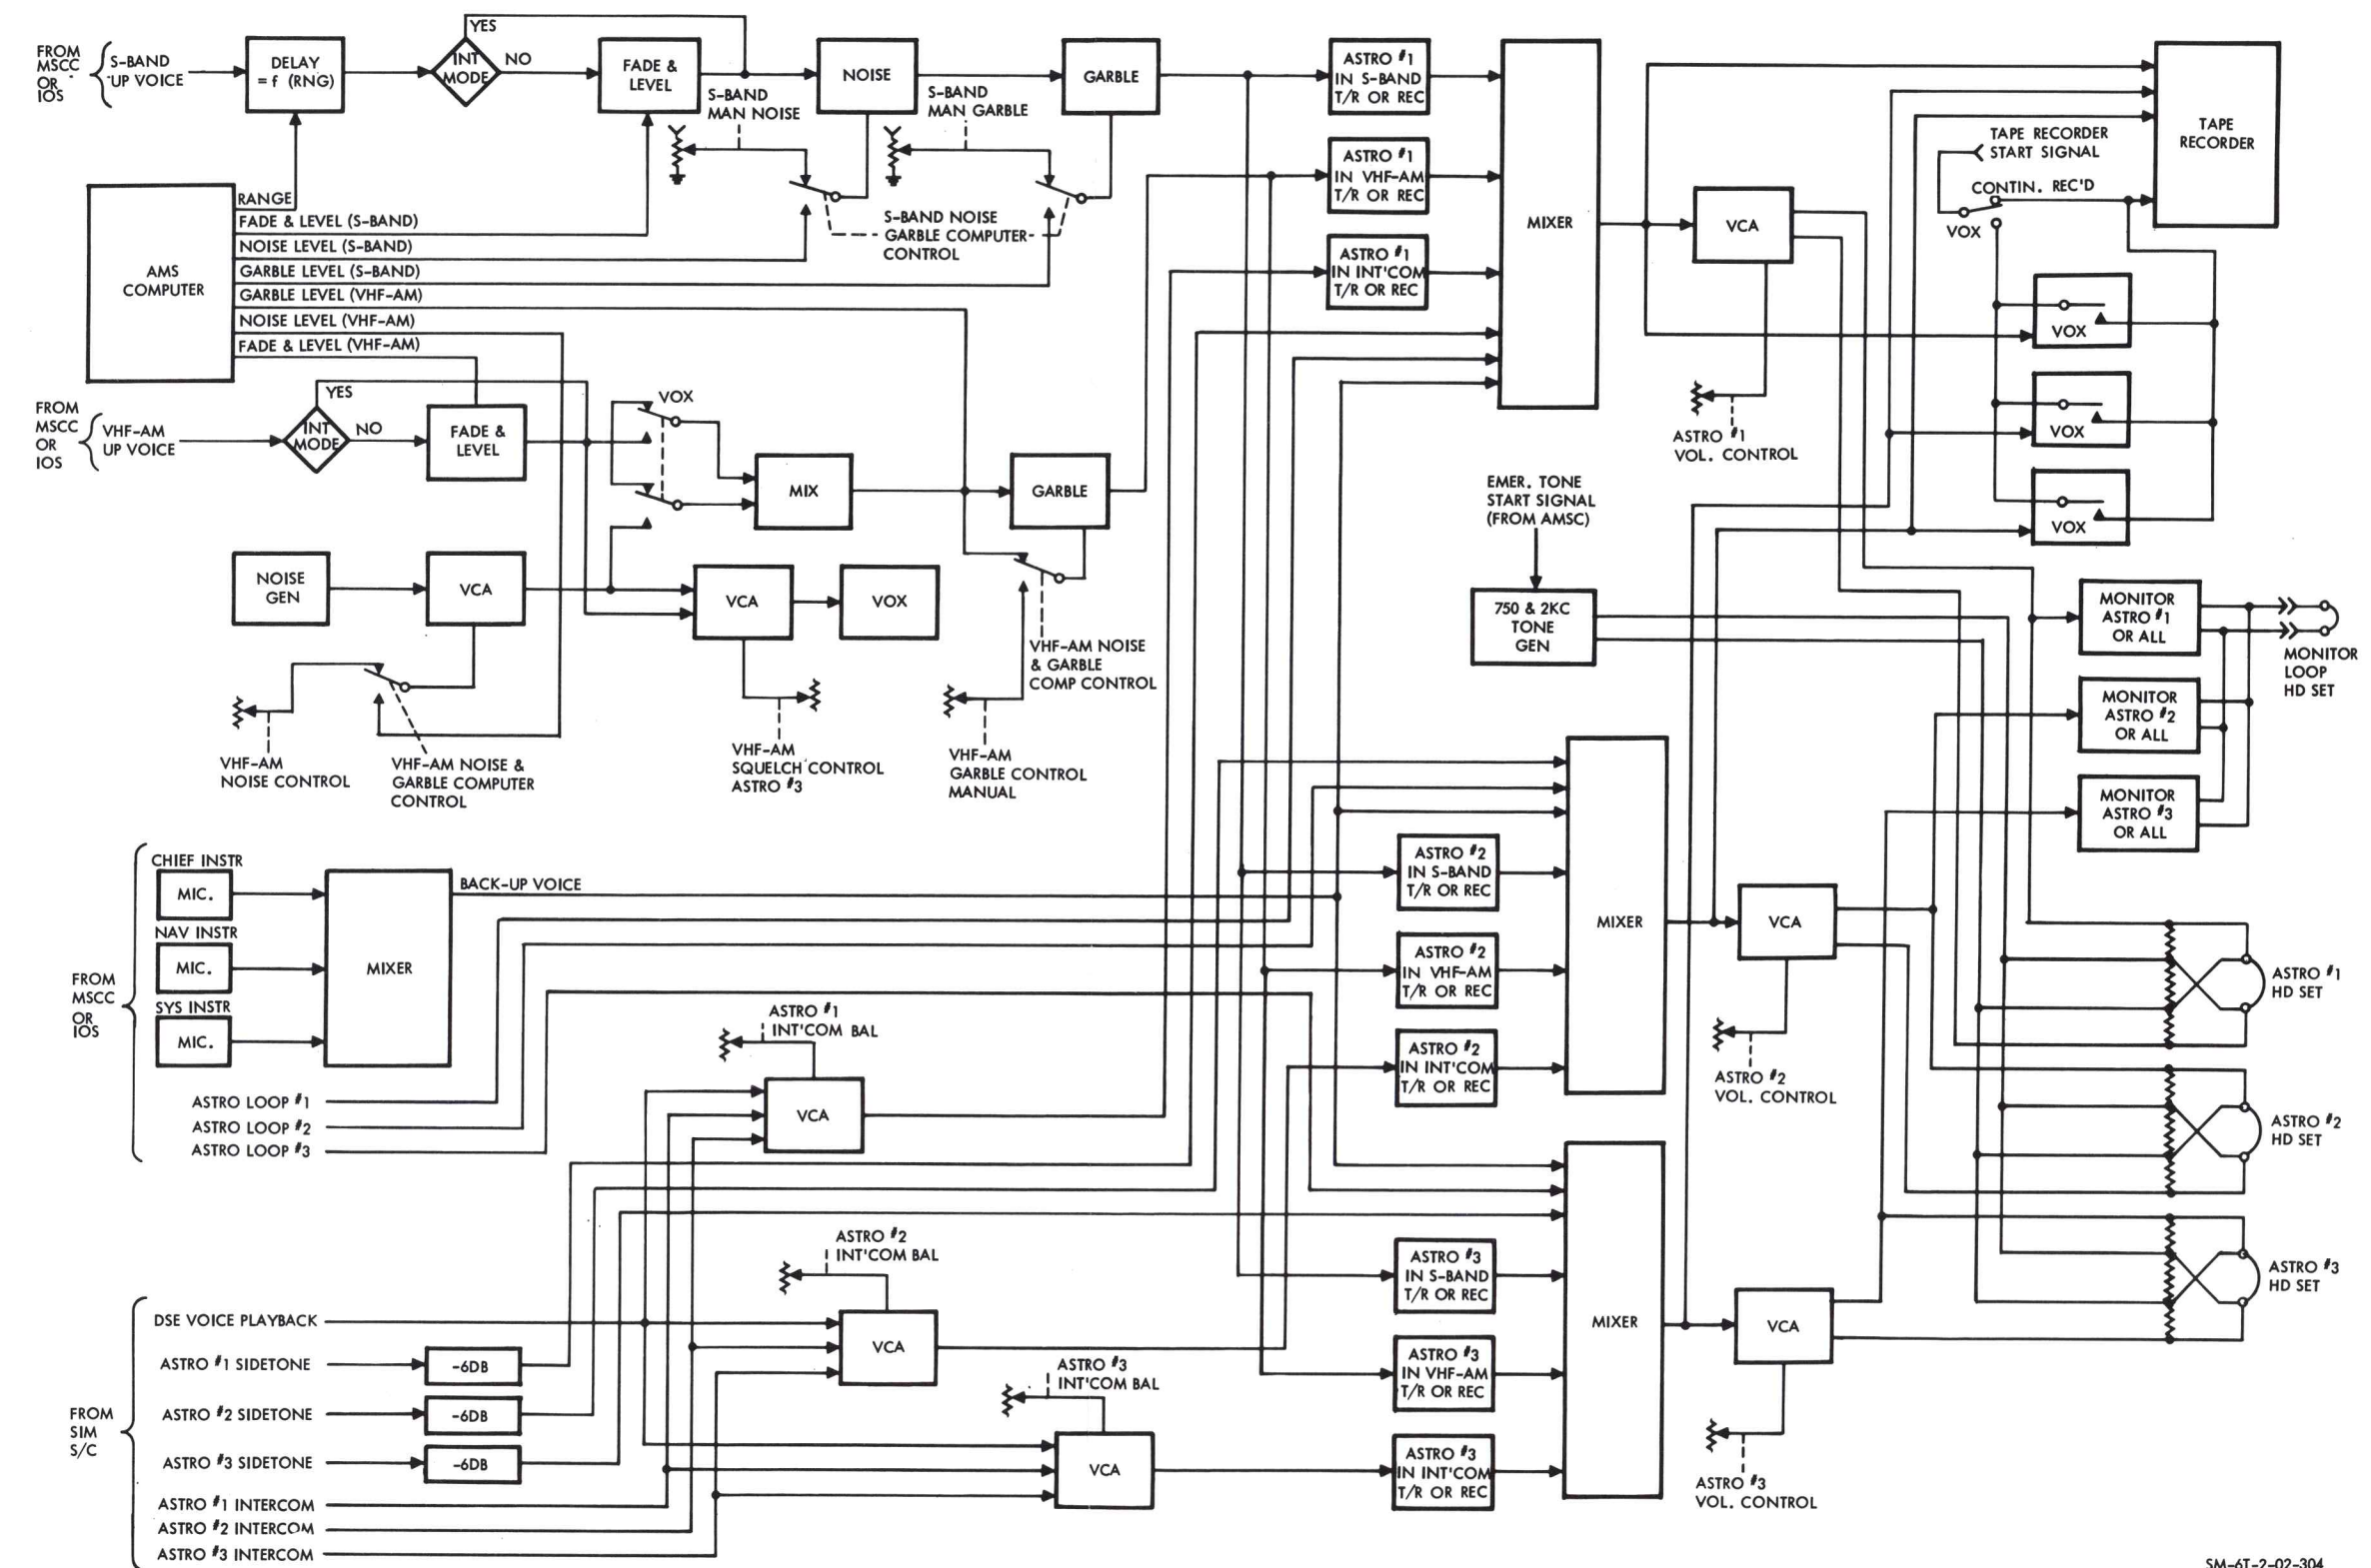 FROM
MSCC
OR
IOS
S-BAND
UP VOICE
DELAY
= f (RNG)
YES
INT
MODE
NO
FADE &
LEVEL
S-BAND
MAN NOISE
NOISE
S-BAND
MAN GARBLE
GARBLE
S-BAND NOISE
GARBLE COMPUTER
CONTROL
AMS
COMPUTER
RANGE
FADE & LEVEL (S-BAND)
NOISE LEVEL (S-BAND)
GARBLE LEVEL (S-BAND)
GARBLE LEVEL (VHF-AM)
NOISE LEVEL (VHF-AM)
FADE & LEVEL (VHF-AM)
FROM
MSCC
OR
IOS
VHF-AM
UP VOICE
YES
INT
MODE
NO
FADE &
LEVEL
VOX
MIX
GARBLE
NOISE
GEN
VCA
VCA
VOX
VHF-AM
NOISE CONTROL
VHF-AM NOISE &
GARBLE COMPUTER
CONTROL
VHF-AM
SQUELCH CONTROL
ASTRO #3
VHF-AM
GARBLE CONTROL
MANUAL
VHF-AM NOISE
& GARBLE
COMP CONTROL
ASTRO #1
IN S-BAND
T/R OR REC
ASTRO #1
IN VHF-AM
T/R OR REC
ASTRO #1
IN INT'COM
T/R OR REC
MIXER
VCA
ASTRO #1
VOL. CONTROL
TAPE
RECORDER
TAPE RECORDER
START SIGNAL
CONTIN. REC'D
VOX
VOX
VOX
VOX
EMER. TONE
START SIGNAL
(FROM AMSC)
750 & 2KC
TONE
GEN
MONITOR
ASTRO #1
OR ALL
MONITOR
ASTRO #2
OR ALL
MONITOR
ASTRO #3
OR ALL
MONITOR
LOOP
HD SET
FROM
MSCC
OR
IOS
CHIEF INSTR
MIC.
NAV INSTR
MIC.
SYS INSTR
MIC.
MIXER
BACK-UP VOICE
ASTRO LOOP #1
ASTRO LOOP #2
ASTRO LOOP #3
ASTRO #1
INT'COM BAL
VCA
ASTRO #2
IN S-BAND
T/R OR REC
ASTRO #2
IN VHF-AM
T/R OR REC
ASTRO #2
IN INT'COM
T/R OR REC
MIXER
VCA
ASTRO #2
VOL. CONTROL
ASTRO #1
HD SET
ASTRO #2
HD SET
ASTRO #3
HD SET
FROM
SIM
S/C
DSE VOICE PLAYBACK
ASTRO #1 SIDETONE
-6DB
ASTRO #2 SIDETONE
-6DB
ASTRO #3 SIDETONE
-6DB
ASTRO #1 INTERCOM
ASTRO #2 INTERCOM
ASTRO #3 INTERCOM
ASTRO #2
INT'COM BAL
VCA
ASTRO #3
INT'COM BAL
VCA
ASTRO #3
IN S-BAND
T/R OR REC
ASTRO #3
IN VHF-AM
T/R OR REC
ASTRO #3
IN INT'COM
T/R OR REC
MIXER
VCA
ASTRO #3
VOL. CONTROL
SM-6T-2-02-304